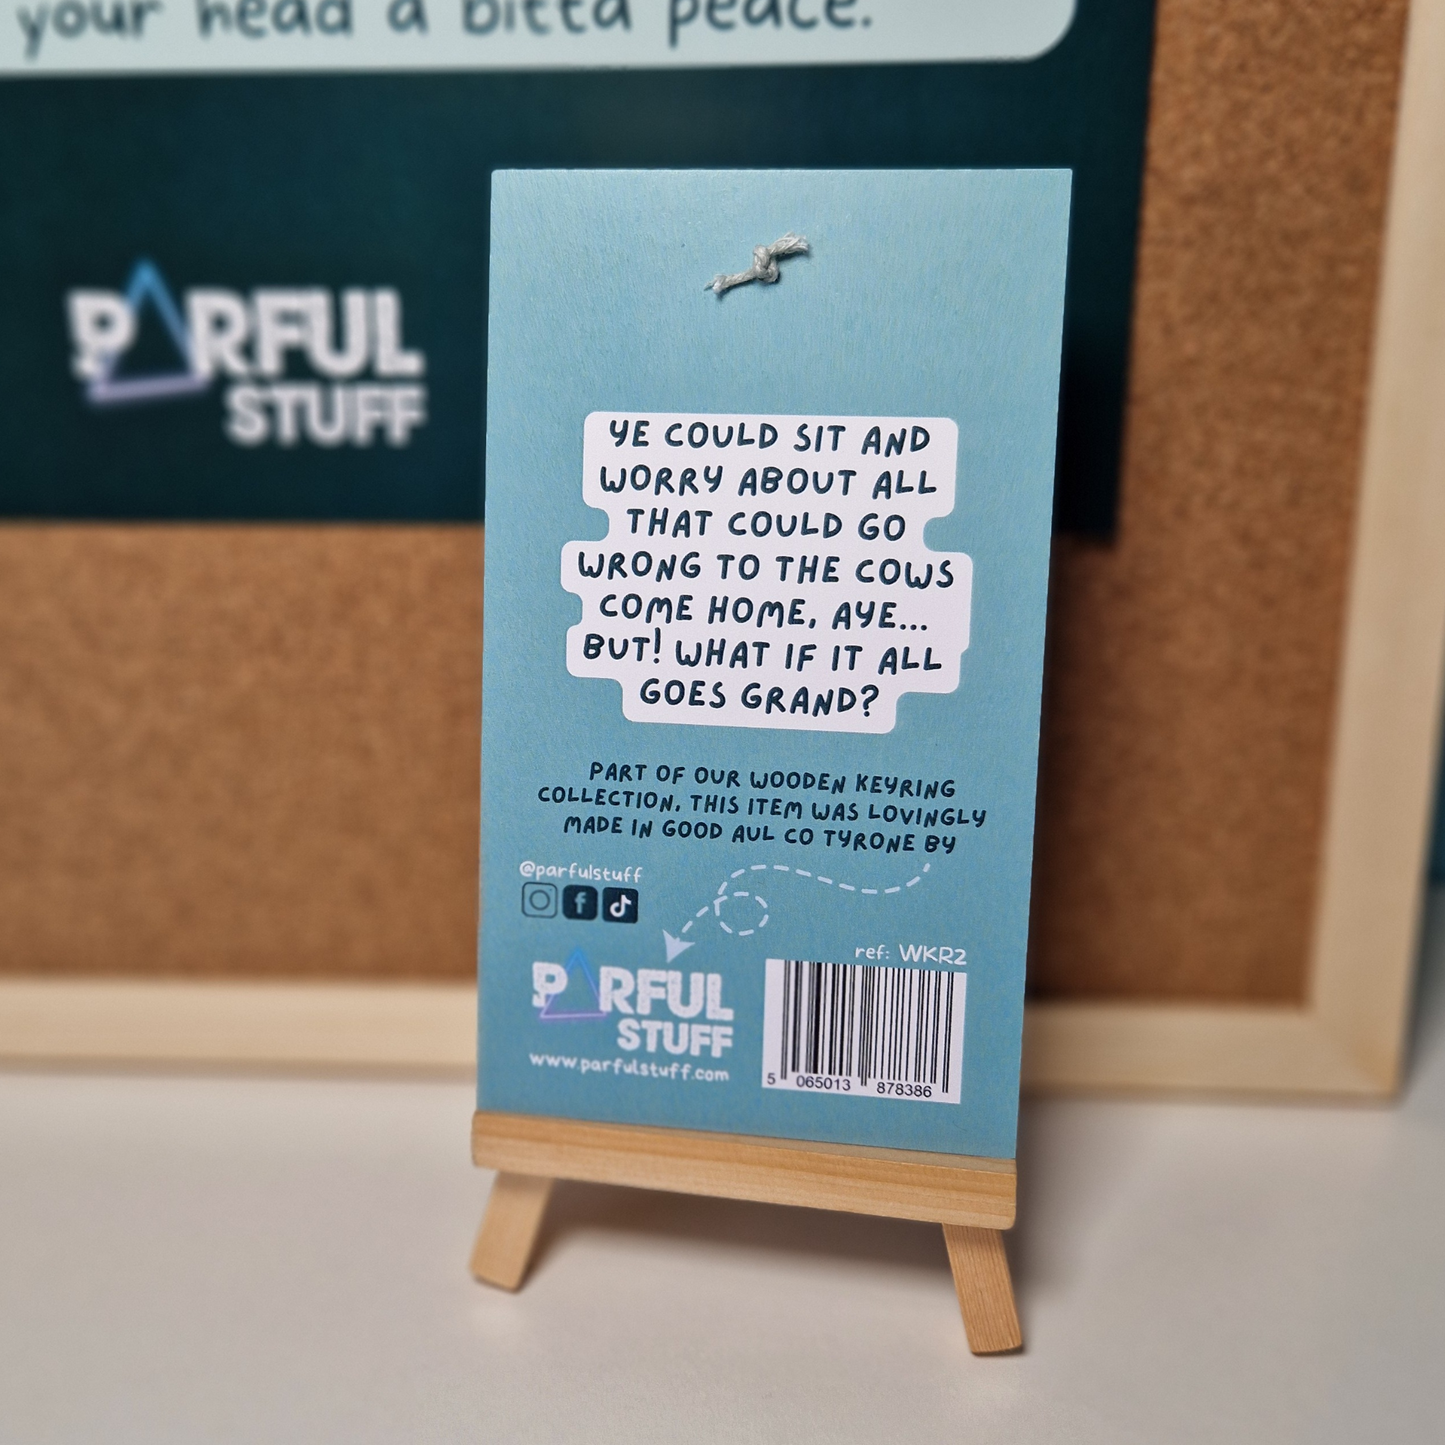 your head a bitta peace.
PARFUL
STUFF
YE COULD SIT AND
WORRY ABOUT ALL
THAT COULD GO
WRONG TO THE COWS
COME HOME, AYE...
BUT! WHAT IF IT ALL
GOES GRAND?
PART OF OUR WOODEN KEYRING
COLLECTION, THIS ITEM WAS LOVINGLY
MADE IN GOOD AUL CO TYRONE BY
@parfulstuff
PARFUL
STUFF
www.parfulstuff.com
ref: WKR2
5 065013 878386